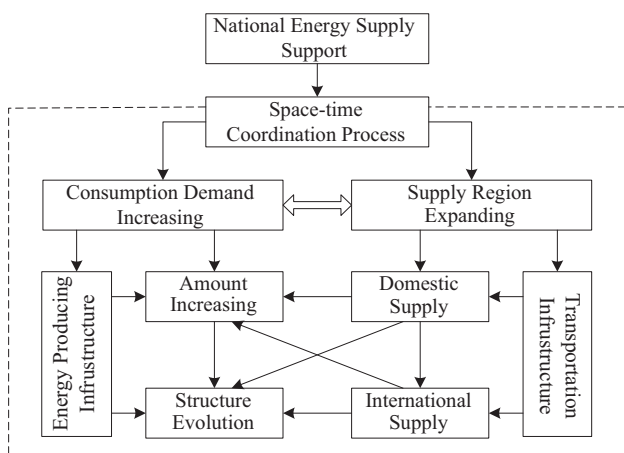 National Energy Supply
Support
Space-time
Coordination Process
Consumption Demand
Increasing
Supply Region
Expanding
Energy Producing
Infrustructure
Amount
Increasing
Domestic
Supply
Transportation
Infrustructure
Structure
Evolution
International
Supply